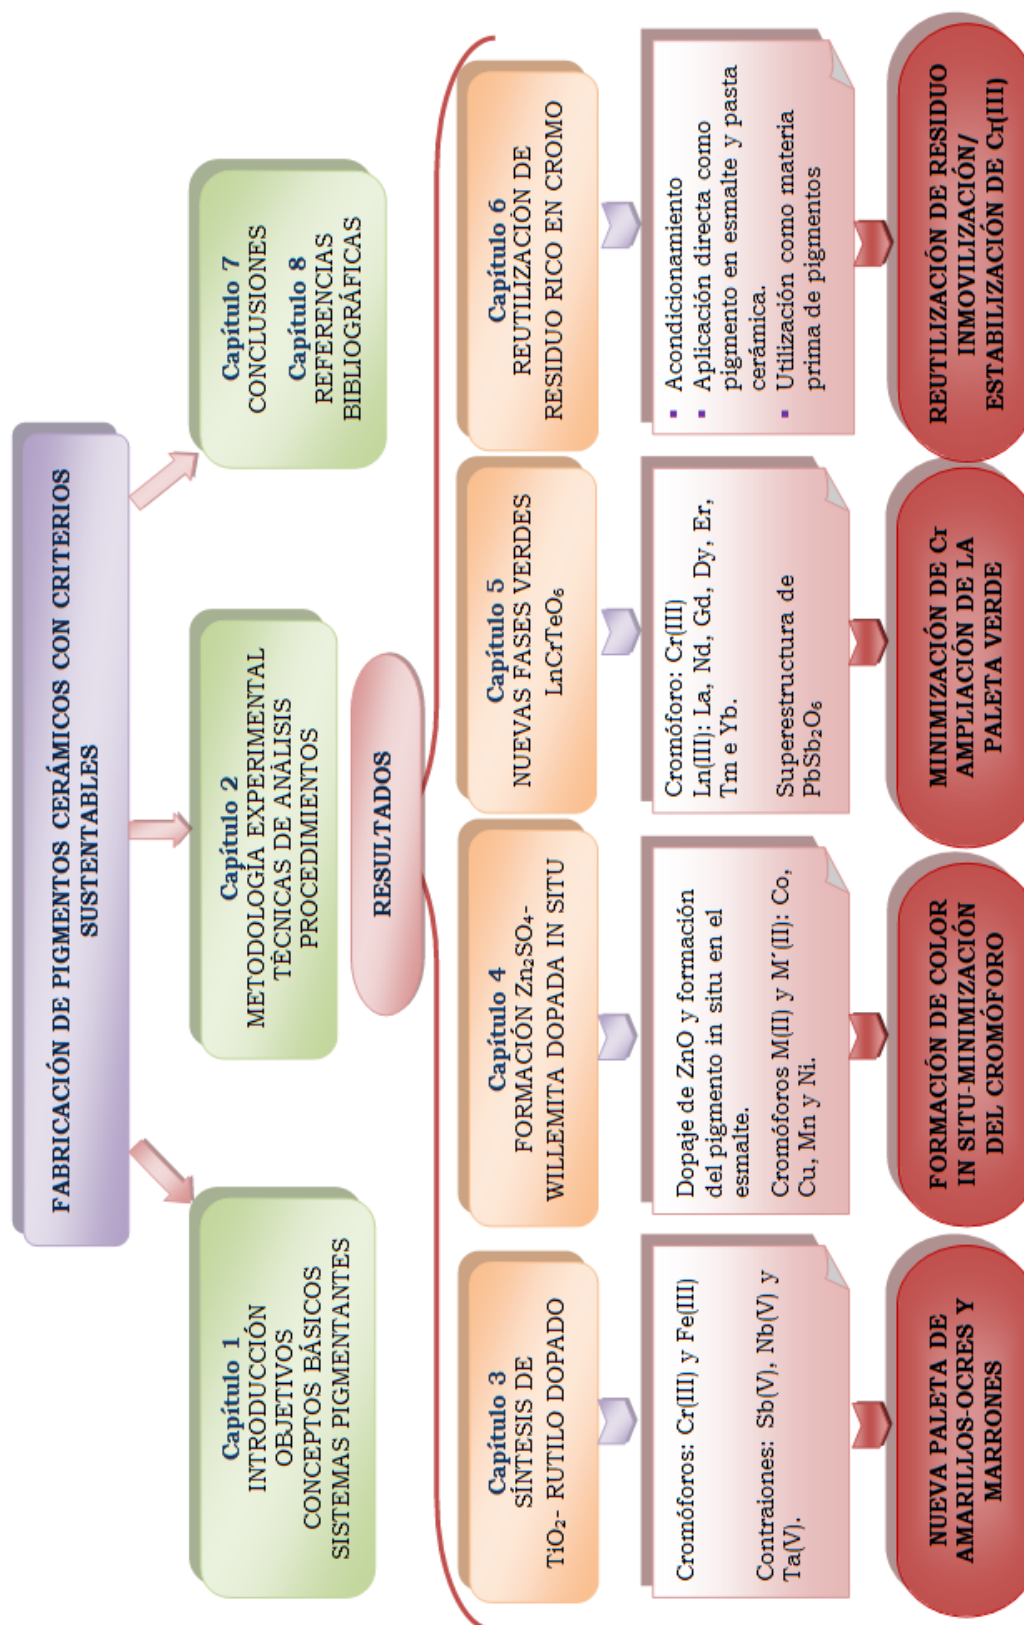 FABRICACIÓN DE PIGMENTOS CERÁMICOS CON CRITERIOS
SUSTENTABLES
Capítulo 1
INTRODUCCIÓN
OBJETIVOS
CONCEPTOS BÁSICOS
SISTEMAS PIGMENTANTES
Capítulo 2
METODOLOGÍA EXPERIMENTAL
TÉCNICAS DE ANÁLISIS
PROCEDIMIENTOS
Capítulo 7
CONCLUSIONES
Capítulo 8
REFERENCIAS
BIBLIOGRÁFICAS
RESULTADOS
Capítulo 3
SÍNTESIS DE
TiO₂- RUTILO DOPADO
Cromóforos: Cr(III) y Fe(III)
Contraiones: Sb(V), Nb(V) y
Ta(V).
NUEVA PALETA DE
AMARILLOS-OCRES Y
MARRONES
Capítulo 4
FORMACIÓN Zn₂SO₄-
WILLEMITA DOPADA IN SITU
Dopaje de ZnO y formación
del pigmento in situ en el
esmalte.
Cromóforos M(II) y M´(II): Co,
Cu, Mn y Ni.
FORMACIÓN DE COLOR
IN SITU-MINIMIZACIÓN
DEL CROMÓFORO
Capítulo 5
NUEVAS FASES VERDES
LnCrTeO₆
Cromóforo: Cr(III)
Ln(III): La, Nd, Gd, Dy, Er,
Tm e Yb.
Superestructura de
PbSb₂O₆
MINIMIZACIÓN DE Cr
AMPLIACIÓN DE LA
PALETA VERDE
Capítulo 6
REUTILIZACIÓN DE
RESIDUO RICO EN CROMO
▪ Acondicionamiento
▪ Aplicación directa como
pigmento en esmalte y pasta
cerámica.
▪ Utilización como materia
prima de pigmentos
REUTILIZACIÓN DE RESIDUO
INMOVILIZACIÓN/
ESTABILIZACIÓN DE Cr(III)